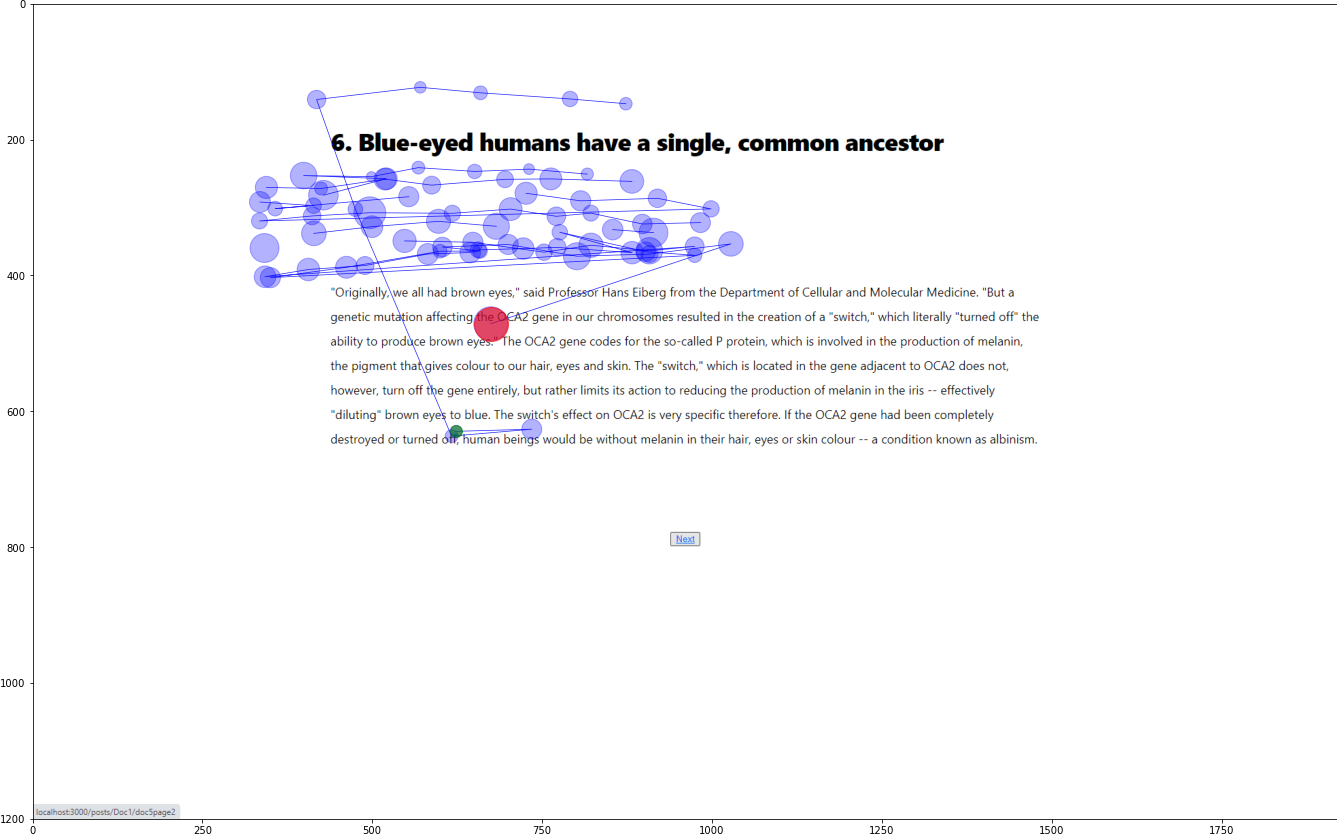 0
200
6. Blue-eyed humans have a single, common ancestor
400
"Originally, we all had brown eyes," said Professor Hans Eiberg from the Department of Cellular and Molecular Medicine. "But a
genetic mutation affecting the OCA2 gene in our chromosomes resulted in the creation of a "switch," which literally "turned off" the
ability to produce brown eyes." The OCA2 gene codes for the so-called P protein, which is involved in the production of melanin,
the pigment that gives colour to our hair, eyes and skin. The "switch," which is located in the gene adjacent to OCA2 does not,
however, turn off the gene entirely, but rather limits its action to reducing the production of melanin in the iris -- effectively
600
"diluting" brown eyes to blue. The switch's effect on OCA2 is very specific therefore. If the OCA2 gene had been completely
destroyed or turned off, human beings would be without melanin in their hair, eyes or skin colour -- a condition known as albinism.
Next
800
1000
localhost:3000/posts/Doc1/doc5page2
1200
0 250 500 750 1000 1250 1500 1750